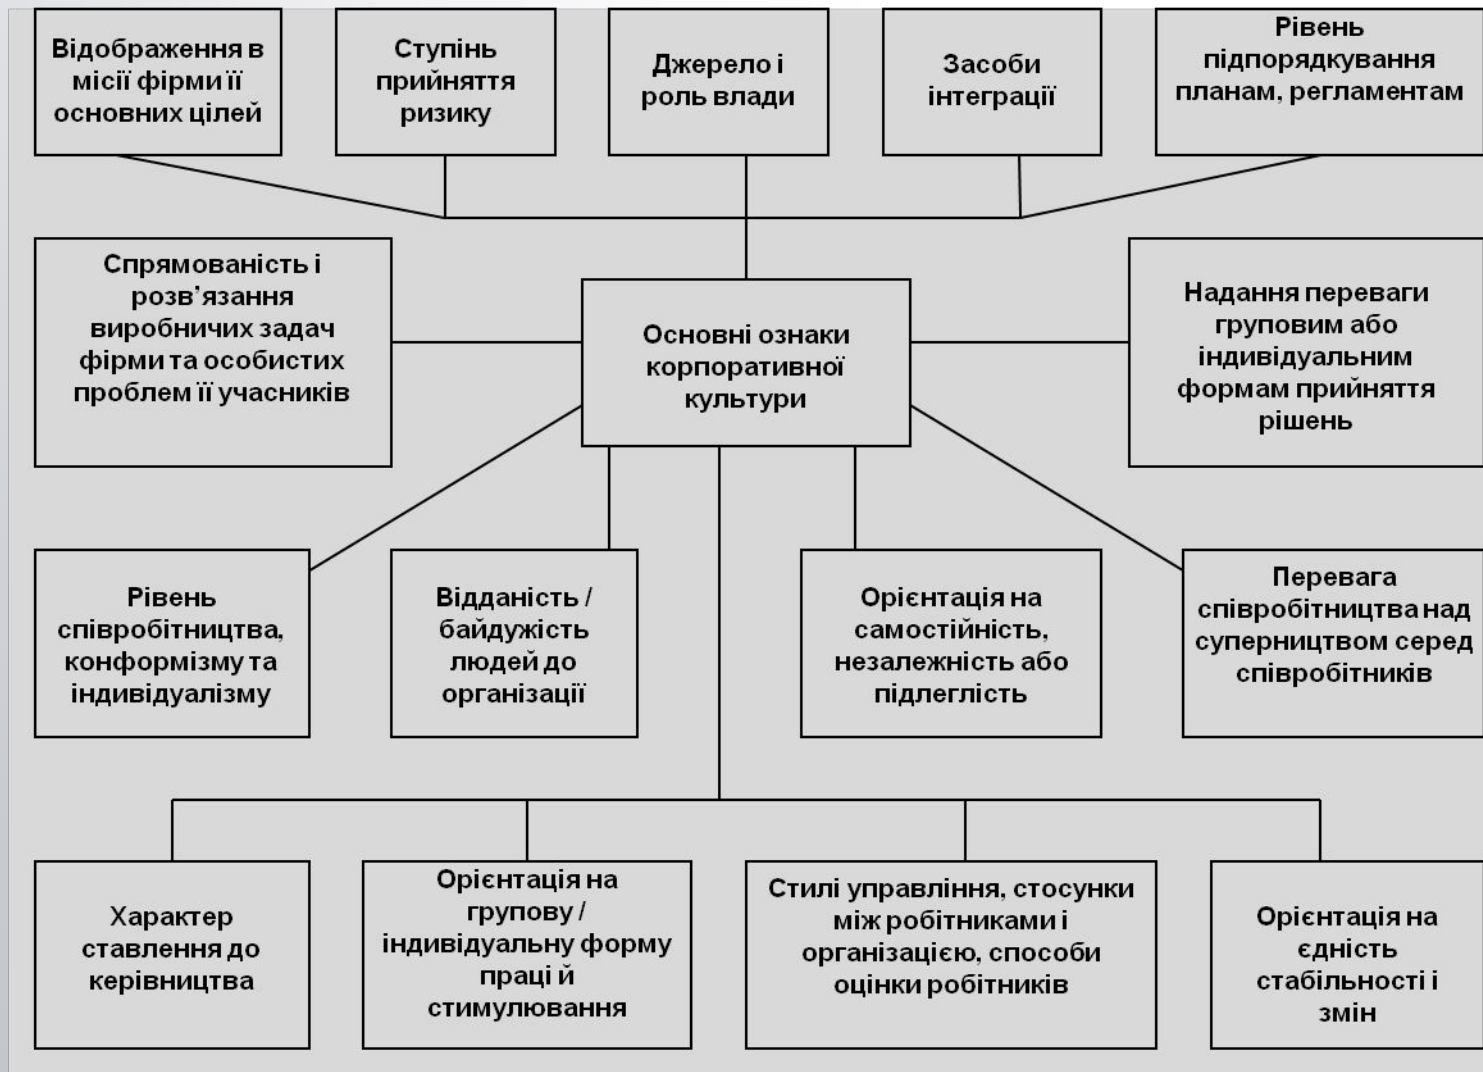 Відображення в
місії фірми її
основних цілей
Ступінь
прийняття
ризику
Джерело і
роль влади
Засоби
інтеграції
Рівень
підпорядкування
планам, регламентам
Спрямованість і
розв’язання
виробничих задач
фірми та особистих
проблем її учасників
Основні ознаки
корпоративної
культури
Надання переваги
груповим або
індивідуальним
формам прийняття
рішень
Рівень
співробітництва,
конформізму та
індивідуалізму
Відданість /
байдужість
людей до
організації
Орієнтація на
самостійність,
незалежність або
підлеглість
Перевага
співробітництва над
суперництвом серед
співробітників
Характер
ставлення до
керівництва
Орієнтація на
групову /
індивідуальну форму
праці й
стимулювання
Стилі управління, стосунки
між робітниками і
організацією, способи
оцінки робітників
Орієнтація на
єдність
стабільності і
змін